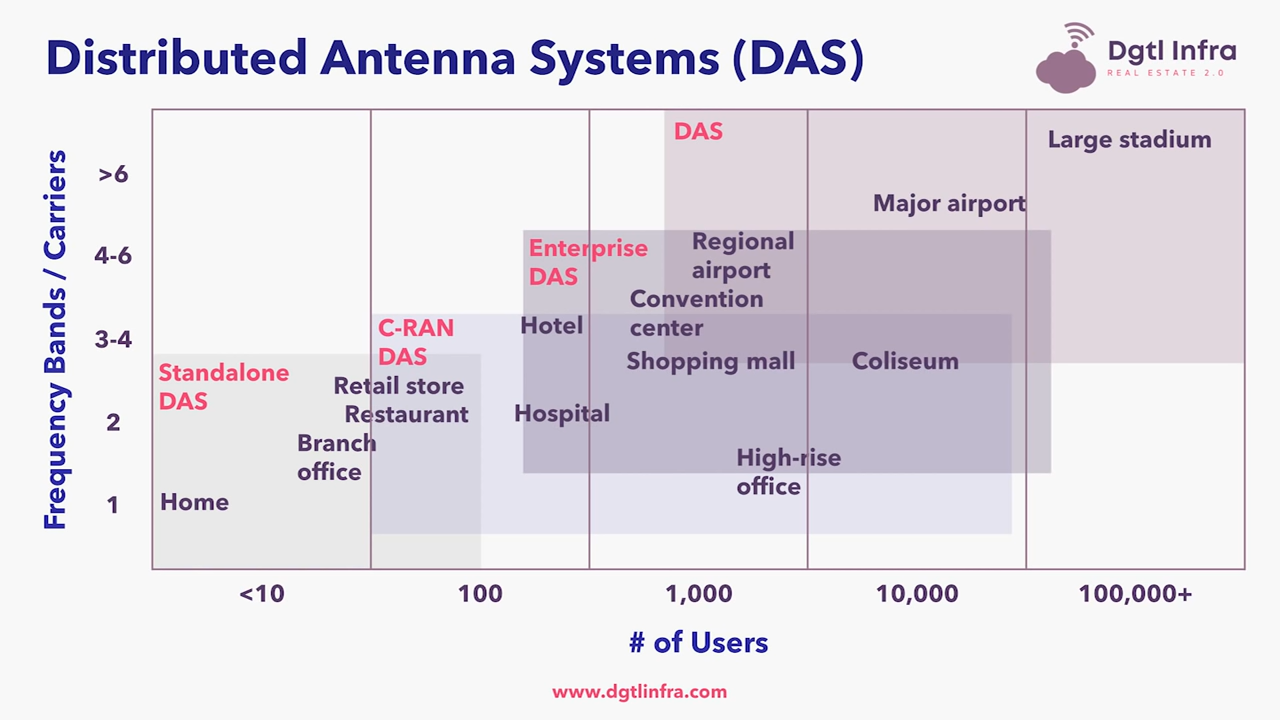 Distributed Antenna Systems (DAS)
Dgtl Infra
REAL ESTATE 2.0
Frequency Bands / Carriers
>6
4-6
3-4
2
1
DAS
Large stadium
Major airport
Enterprise
DAS
Regional
airport
Convention
center
C-RAN
DAS
Hotel
Shopping mall
Coliseum
Standalone
DAS
Retail store
Restaurant
Hospital
Branch
office
High-rise
office
Home
<10
100
1,000
10,000
100,000+
# of Users
www.dgtlinfra.com